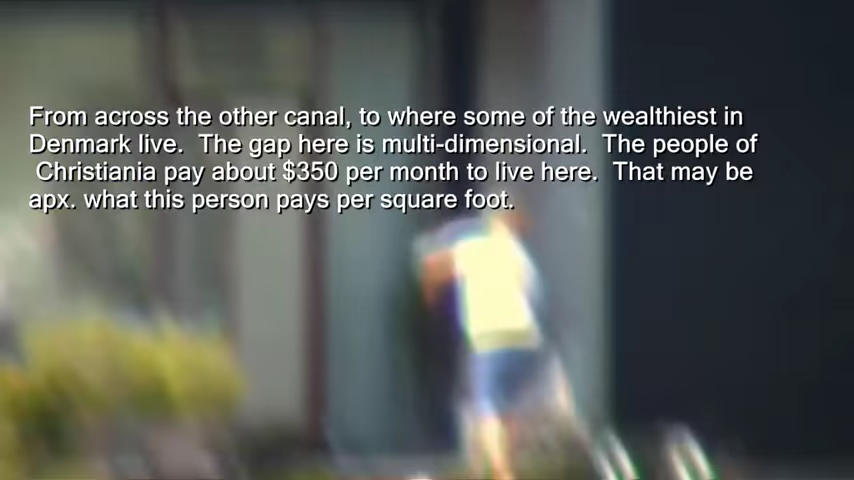 From across the other canal, to where some of the wealthiest in
Denmark live.  The gap here is multi-dimensional.  The people of
Christiania pay about $350 per month to live here.  That may be
apx. what this person pays per square foot.